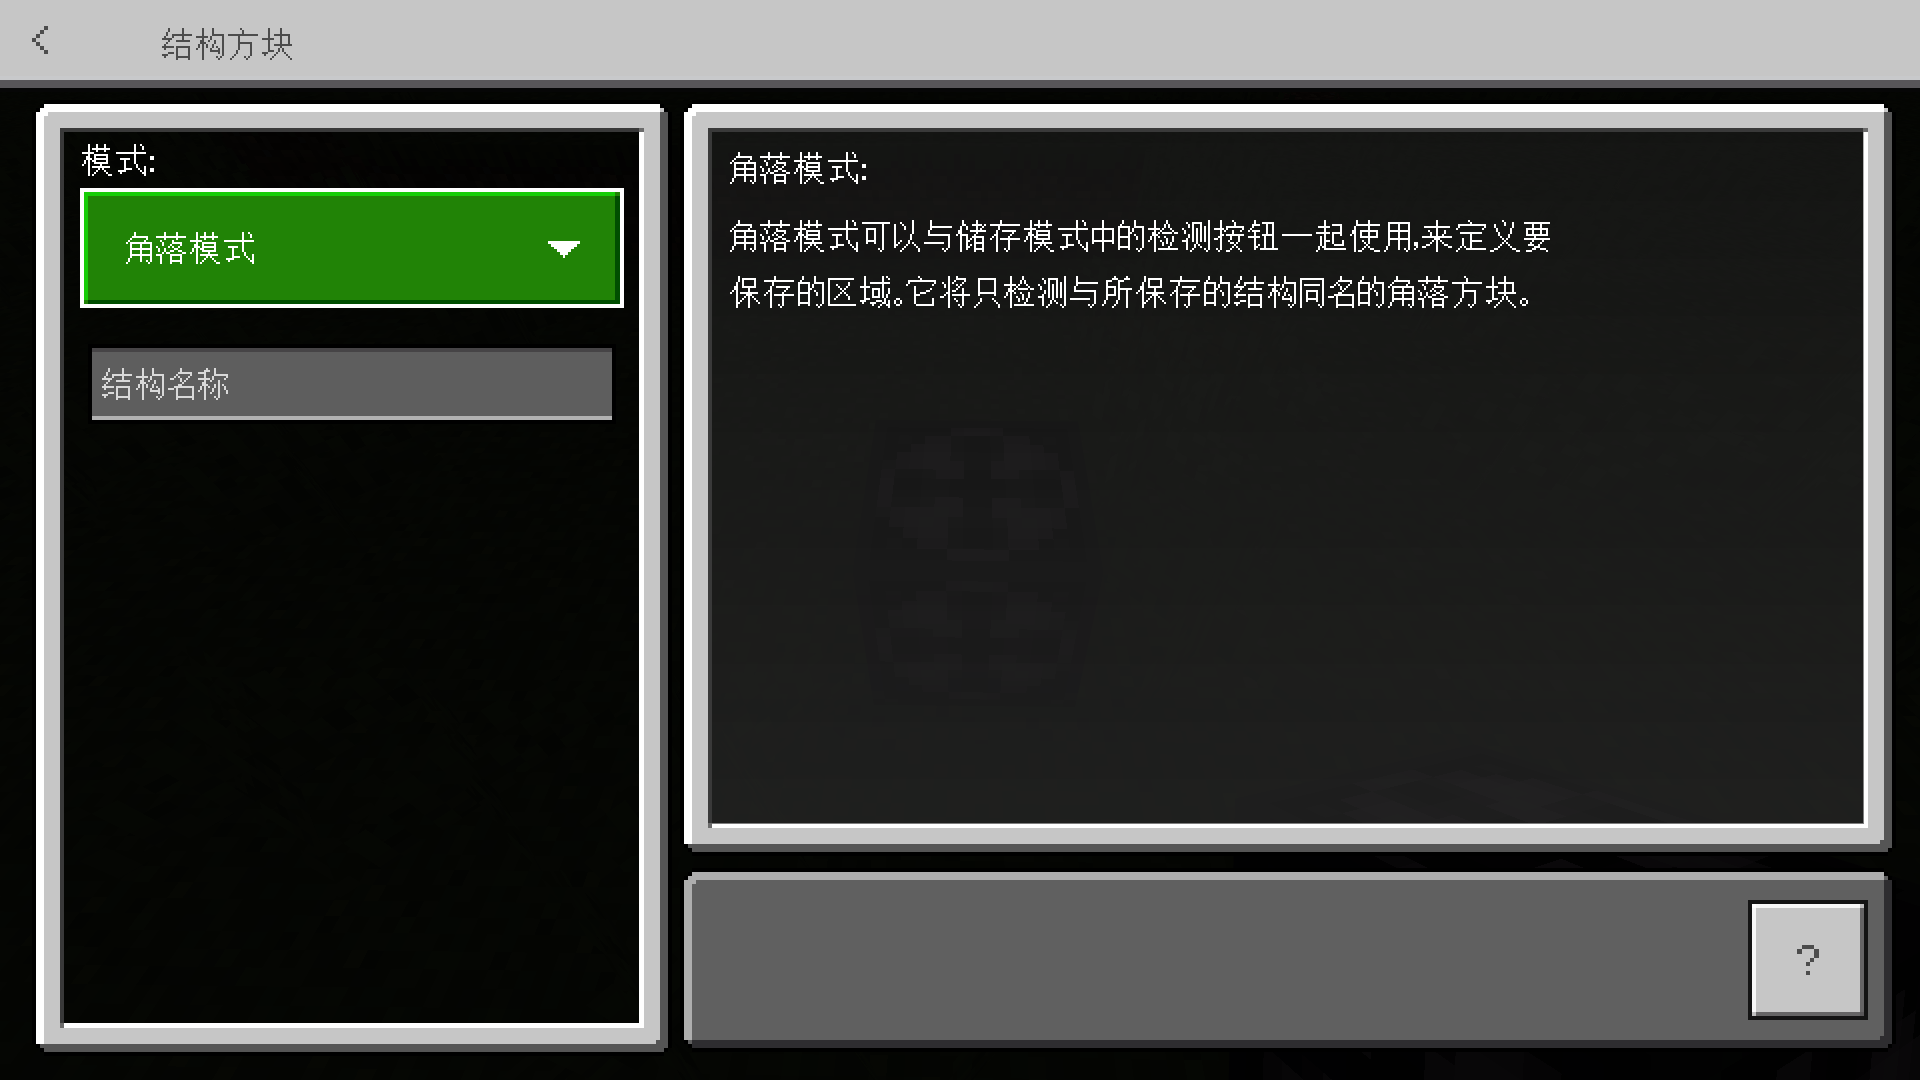 结构方块
模式:
角落模式
结构名称
角落模式:
角落模式可以与储存模式中的检测按钮一起使用,来定义要
保存的区域。它将只检测与所保存的结构同名的角落方块。
?